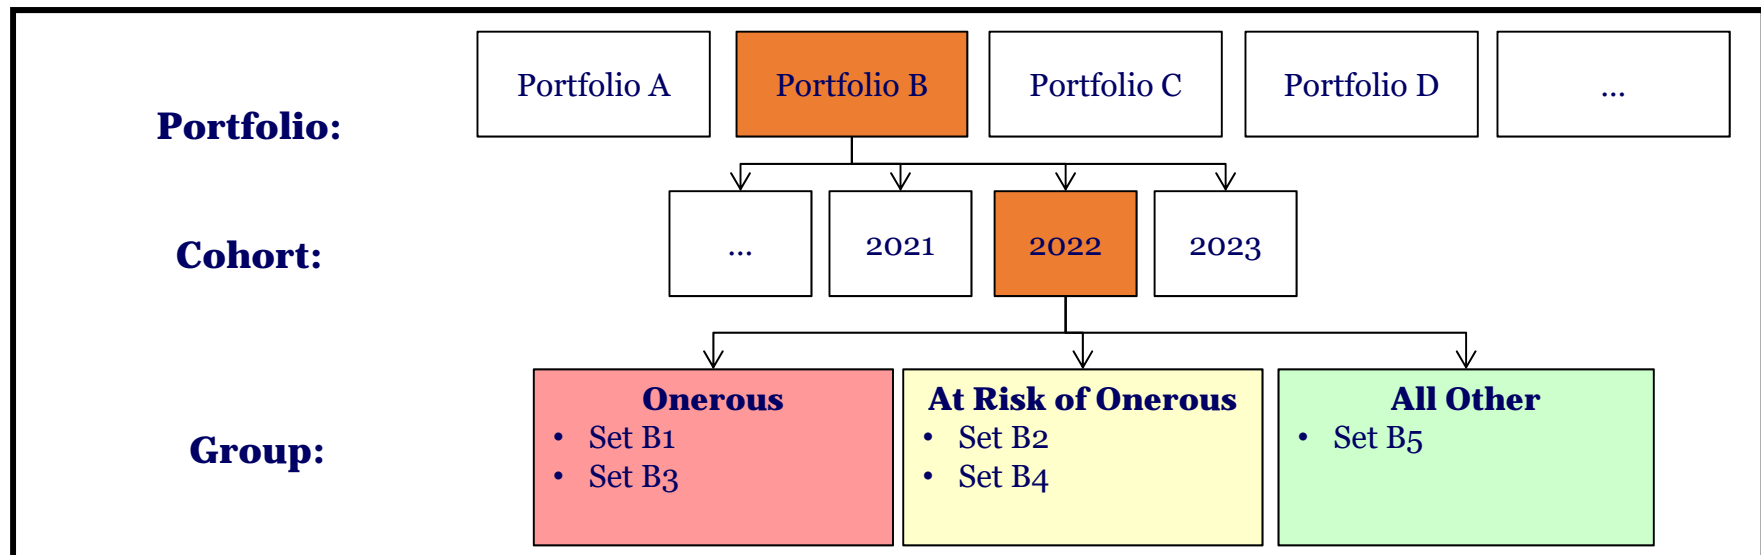 Portfolio:
Portfolio A
Portfolio B
Portfolio C
Portfolio D
...
Cohort:
...
2021
2022
2023
Group:
Onerous
• Set B1
• Set B3
At Risk of Onerous
• Set B2
• Set B4
All Other
• Set B5